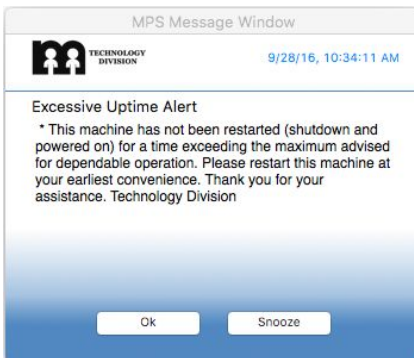 MPS Message Window
TECHNOLOGY
DIVISION
9/28/16, 10:34:11 AM
Excessive Uptime Alert
* This machine has not been restarted (shutdown and
powered on) for a time exceeding the maximum advised
for dependable operation. Please restart this machine at
your earliest convenience. Thank you for your
assistance. Technology Division
Ok
Snooze